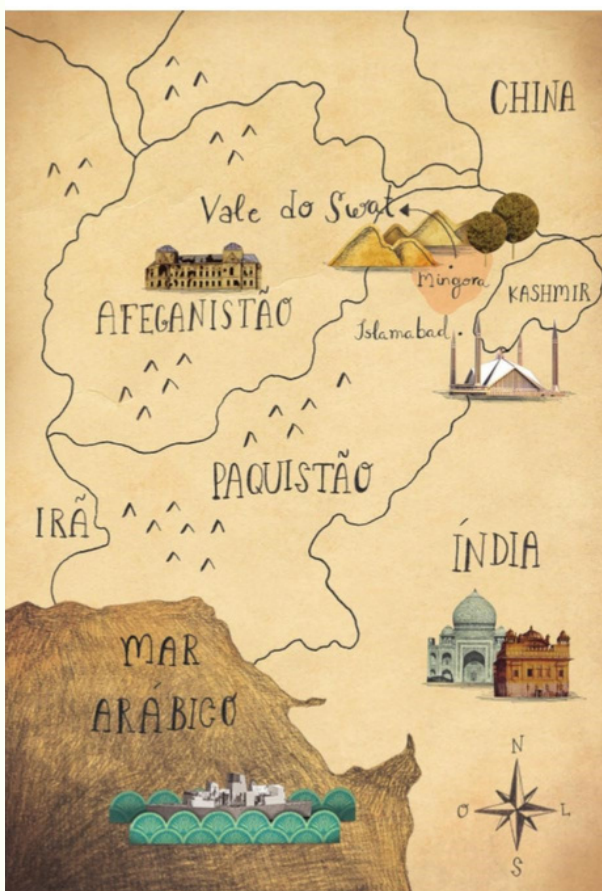 CHINA
Vale do Swat
Mingora
KASHMIR
AFEGANISTÃO
Islamabad
PAQUISTÃO
IRÃ
ÍNDIA
MAR
ARÁBICO
N
O
L
S